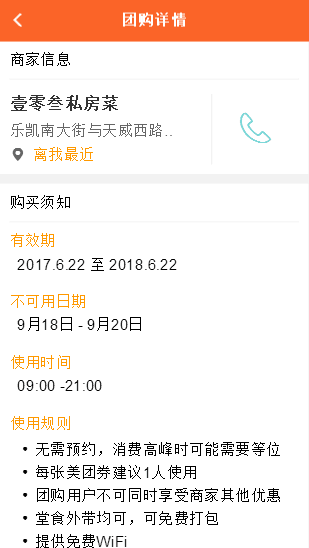 团购详情
商家信息
壹零叁私房菜
乐凯南大街与天威西路..
离我最近
购买须知
有效期
2017.6.22 至 2018.6.22
不可用日期
9月18日 - 9月20日
使用时间
09:00 -21:00
使用规则
• 无需预约，消费高峰时可能需要等位
• 每张美团券建议1人使用
• 团购用户不可同时享受商家其他优惠
• 堂食外带均可，可免费打包
• 提供免费WiFi